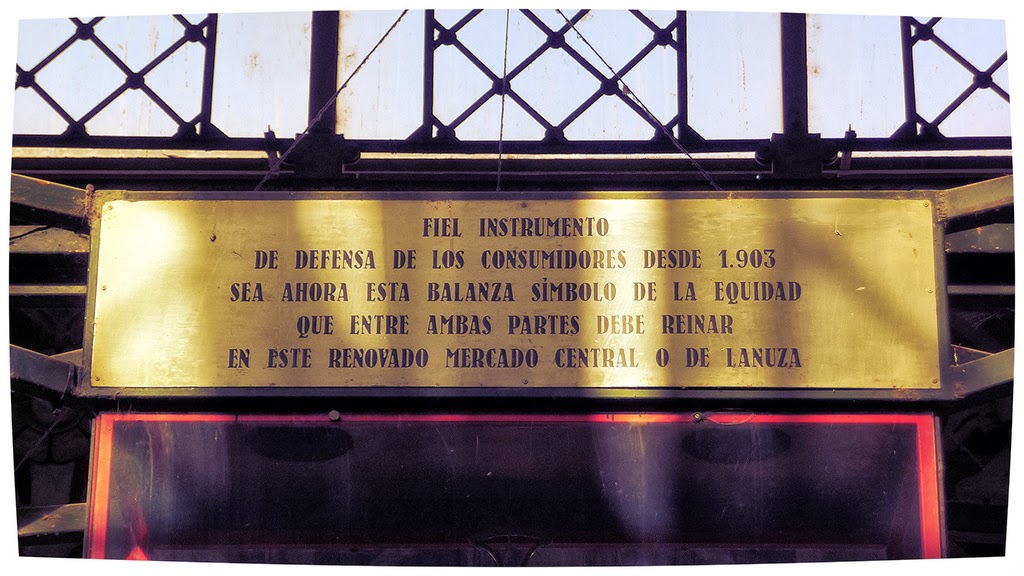 FIEL INSTRUMENTO
DE DEFENSA DE LOS CONSUMIDORES DESDE 1.903
SEA AHORA ESTA BALANZA SÍMBOLO DE LA EQUIDAD
QUE ENTRE AMBAS PARTES DEBE REINAR
EN ESTE RENOVADO MERCADO CENTRAL O DE LANUZA